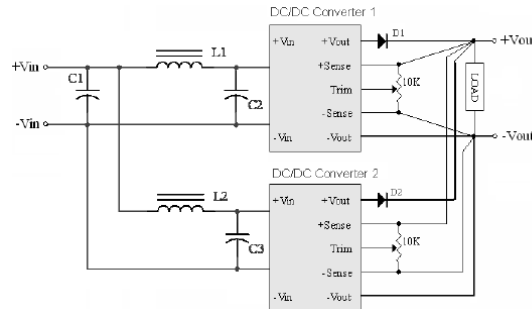 DC/DC Converter 1
+Vin
-Vin
C1
L1
C2
+Vin
-Vin
+Vout
+Sense
Trim
-Sense
-Vout
D1
10K
LOAD
+Vout
-Vout
DC/DC Converter 2
L2
C3
+Vin
-Vin
+Vout
+Sense
Trim
-Sense
-Vout
D2
10K